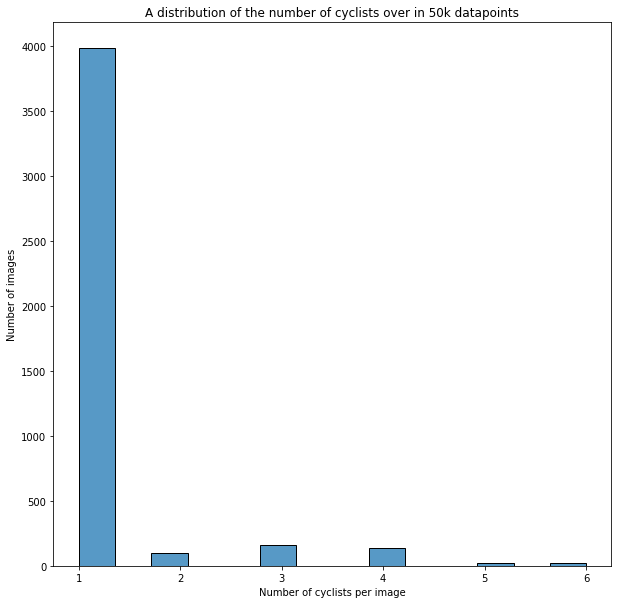 A distribution of the number of cyclists over in 50k datapoints
Number of images
4000
3500
3000
2500
2000
1500
1000
500
0
1 2 3 4 5 6
Number of cyclists per image